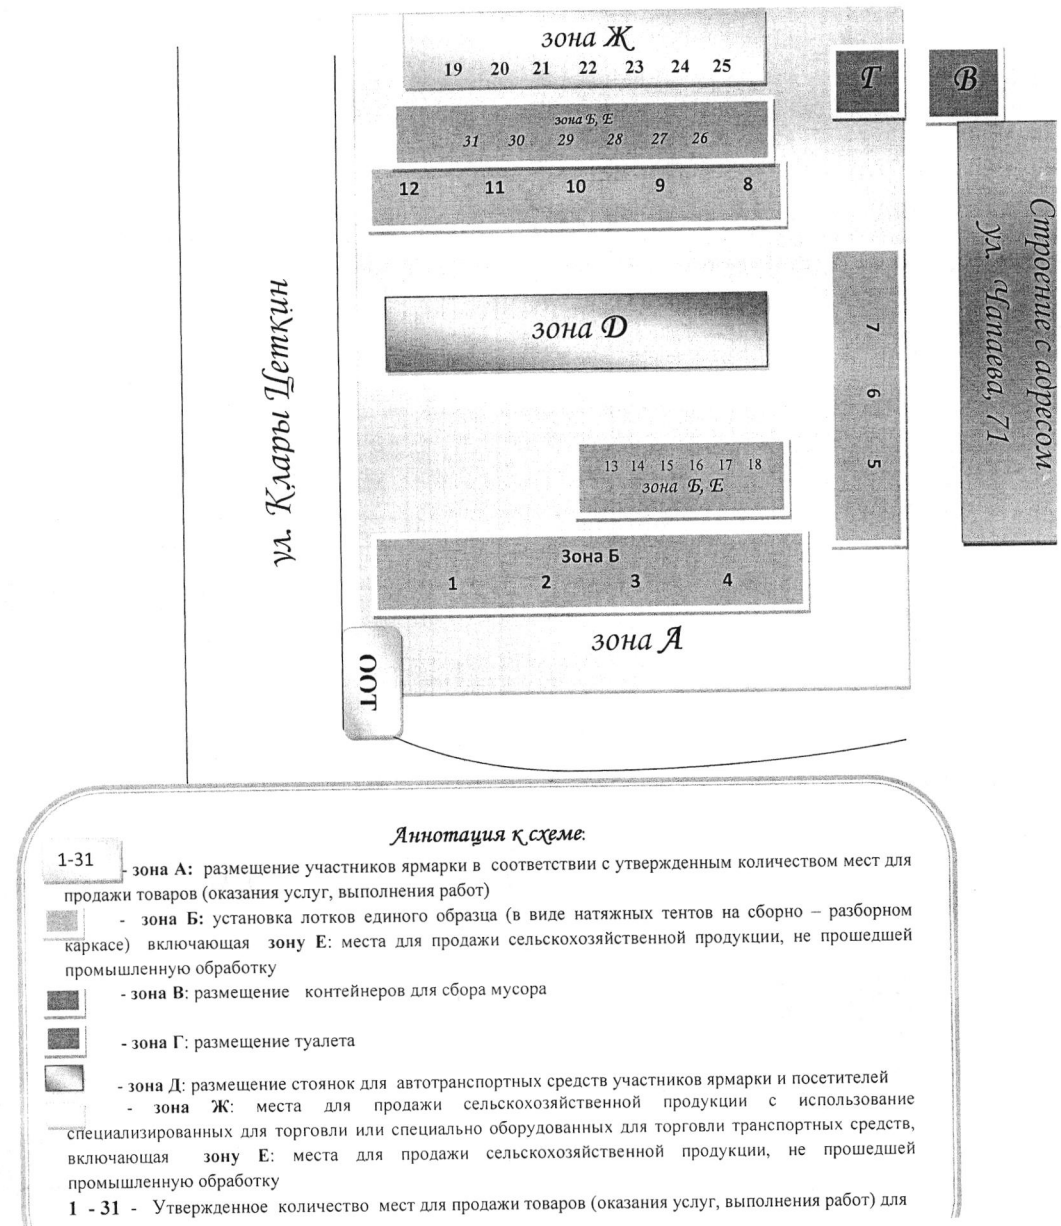 зона Ж
19 20 21 22 23 24 25
Г
В
зона Б, Е
31 30 29 28 27 26
12 11 10 9 8
Строение с адресом
ул. Чапаева, 71
ул. Клары Цеткин
зона Д
7 6 5
13 14 15 16 17 18
зона Б, Е
Зона Б
1 2 3 4
зона А
ООТ
Аннотация к схеме:
1-31
- зона А: размещение участников ярмарки в соответствии с утвержденным количеством мест для
продажи товаров (оказания услуг, выполнения работ)
- зона Б: установка лотков единого образца (в виде натяжных тентов на сборно – разборном
каркасе) включающая зону Е: места для продажи сельскохозяйственной продукции, не прошедшей
промышленную обработку
- зона В: размещение контейнеров для сбора мусора
- зона Г: размещение туалета
- зона Д: размещение стоянок для автотранспортных средств участников ярмарки и посетителей
- зона Ж: места для продажи сельскохозяйственной продукции с использование
специализированных для торговли или специально оборудованных для торговли транспортных средств,
включающая зону Е: места для продажи сельскохозяйственной продукции, не прошедшей
промышленную обработку
1 - 31 - Утвержденное количество мест для продажи товаров (оказания услуг, выполнения работ) для